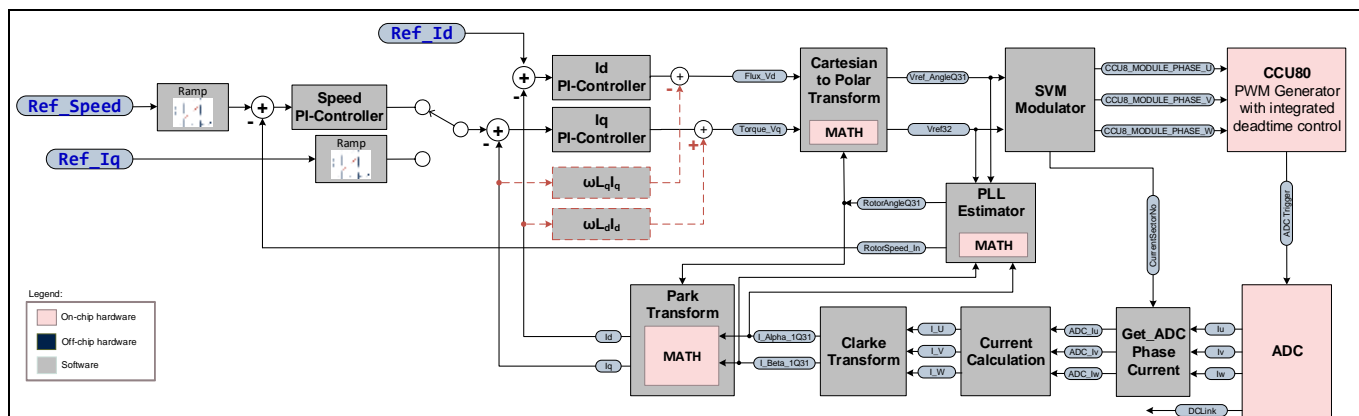 Ref_Id
Ref_Speed
Ref_Iq
Ramp
Speed
PI-Controller
Ramp
Id
PI-Controller
Iq
PI-Controller
ωLqIq
ωLdId
Flux_Vd
Torque_Vq
Cartesian
to Polar
Transform
MATH
Vref_AngleQ31
Vref32
SVM
Modulator
CCU8_MODULE_PHASE_U
CCU8_MODULE_PHASE_V
CCU8_MODULE_PHASE_W
CCU80
PWM Generator
with integrated
deadtime control
RotorAngleQ31
RotorSpeed_In
PLL
Estimator
MATH
CurrentSectorNo
ADC Trigger
Park
Transform
MATH
Id
Iq
I_Alpha_1Q31
I_Beta_1Q31
Clarke
Transform
I_U
I_V
I_W
Current
Calculation
ADC_Iu
ADC_Iv
ADC_Iw
Get_ADC
Phase
Current
Iu
Iv
Iw
ADC
DCLink
Legend:
On-chip hardware
Off-chip hardware
Software